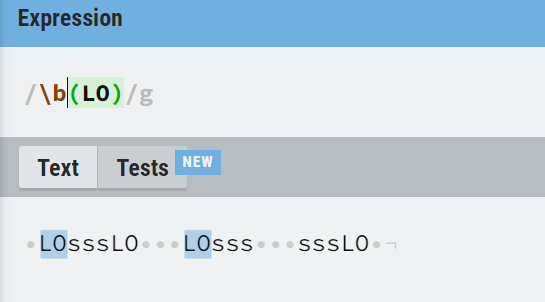 Expression
/\b(LO)/g
Text Tests NEW
LOsssLO LOsss sssLO